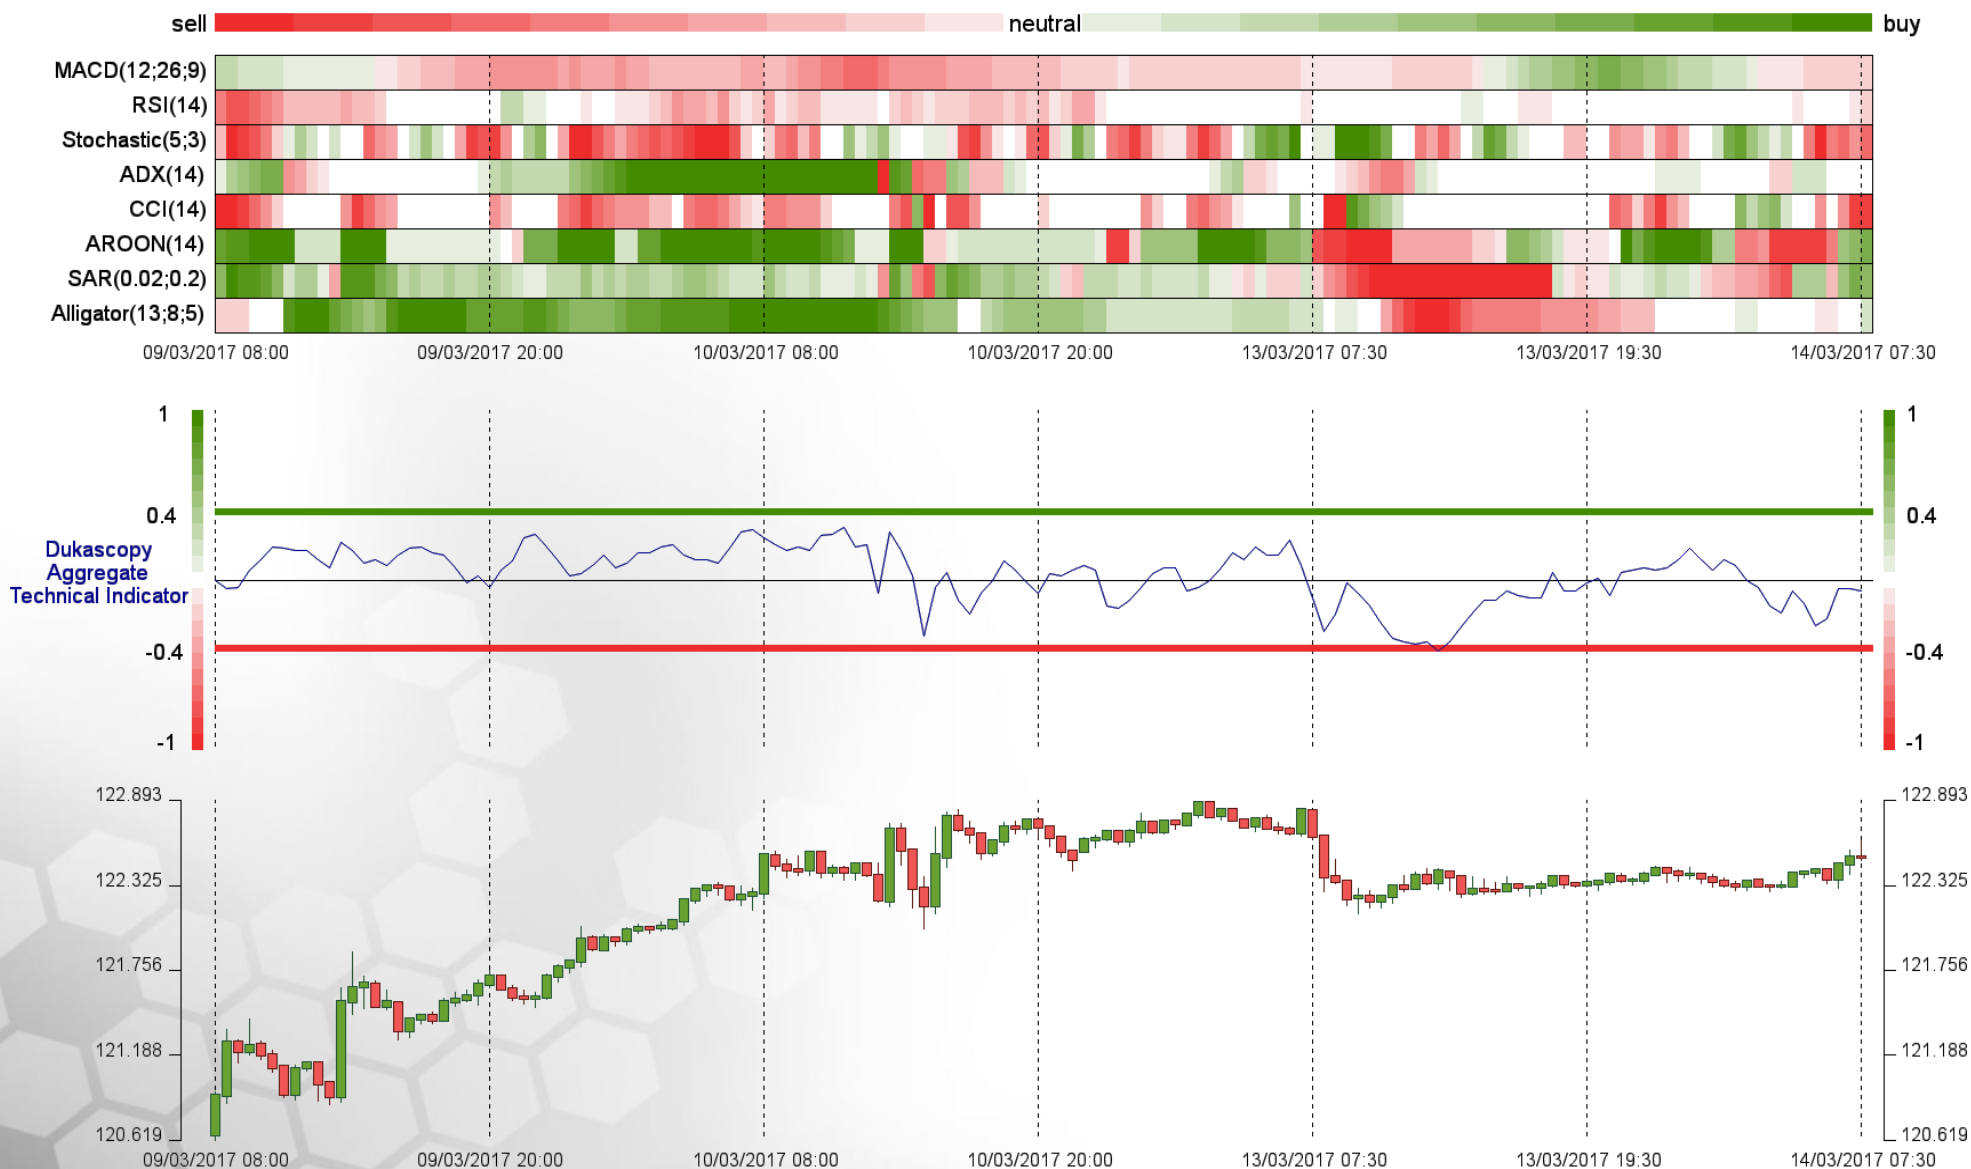 sell neutral buy
MACD(12;26;9)
RSI(14)
Stochastic(5;3)
ADX(14)
CCI(14)
AROON(14)
SAR(0.02;0.2)
Alligator(13;8;5)
09/03/2017 08:00 09/03/2017 20:00 10/03/2017 08:00 10/03/2017 20:00 13/03/2017 07:30 13/03/2017 19:30 14/03/2017 07:30
1 1
0.4 0.4
Dukascopy
Aggregate
Technical Indicator
-0.4 -0.4
-1 -1
122.893 122.893
122.325 122.325
121.756 121.756
121.188 121.188
120.619 120.619
09/03/2017 08:00 09/03/2017 20:00 10/03/2017 08:00 10/03/2017 20:00 13/03/2017 07:30 13/03/2017 19:30 14/03/2017 07:30